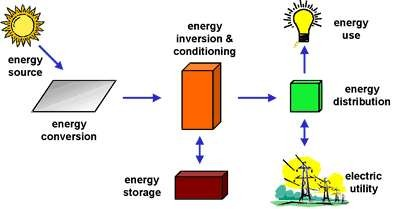 energy
source
energy
conversion
energy
inversion &
conditioning
energy
storage
energy
use
energy
distribution
electric
utility